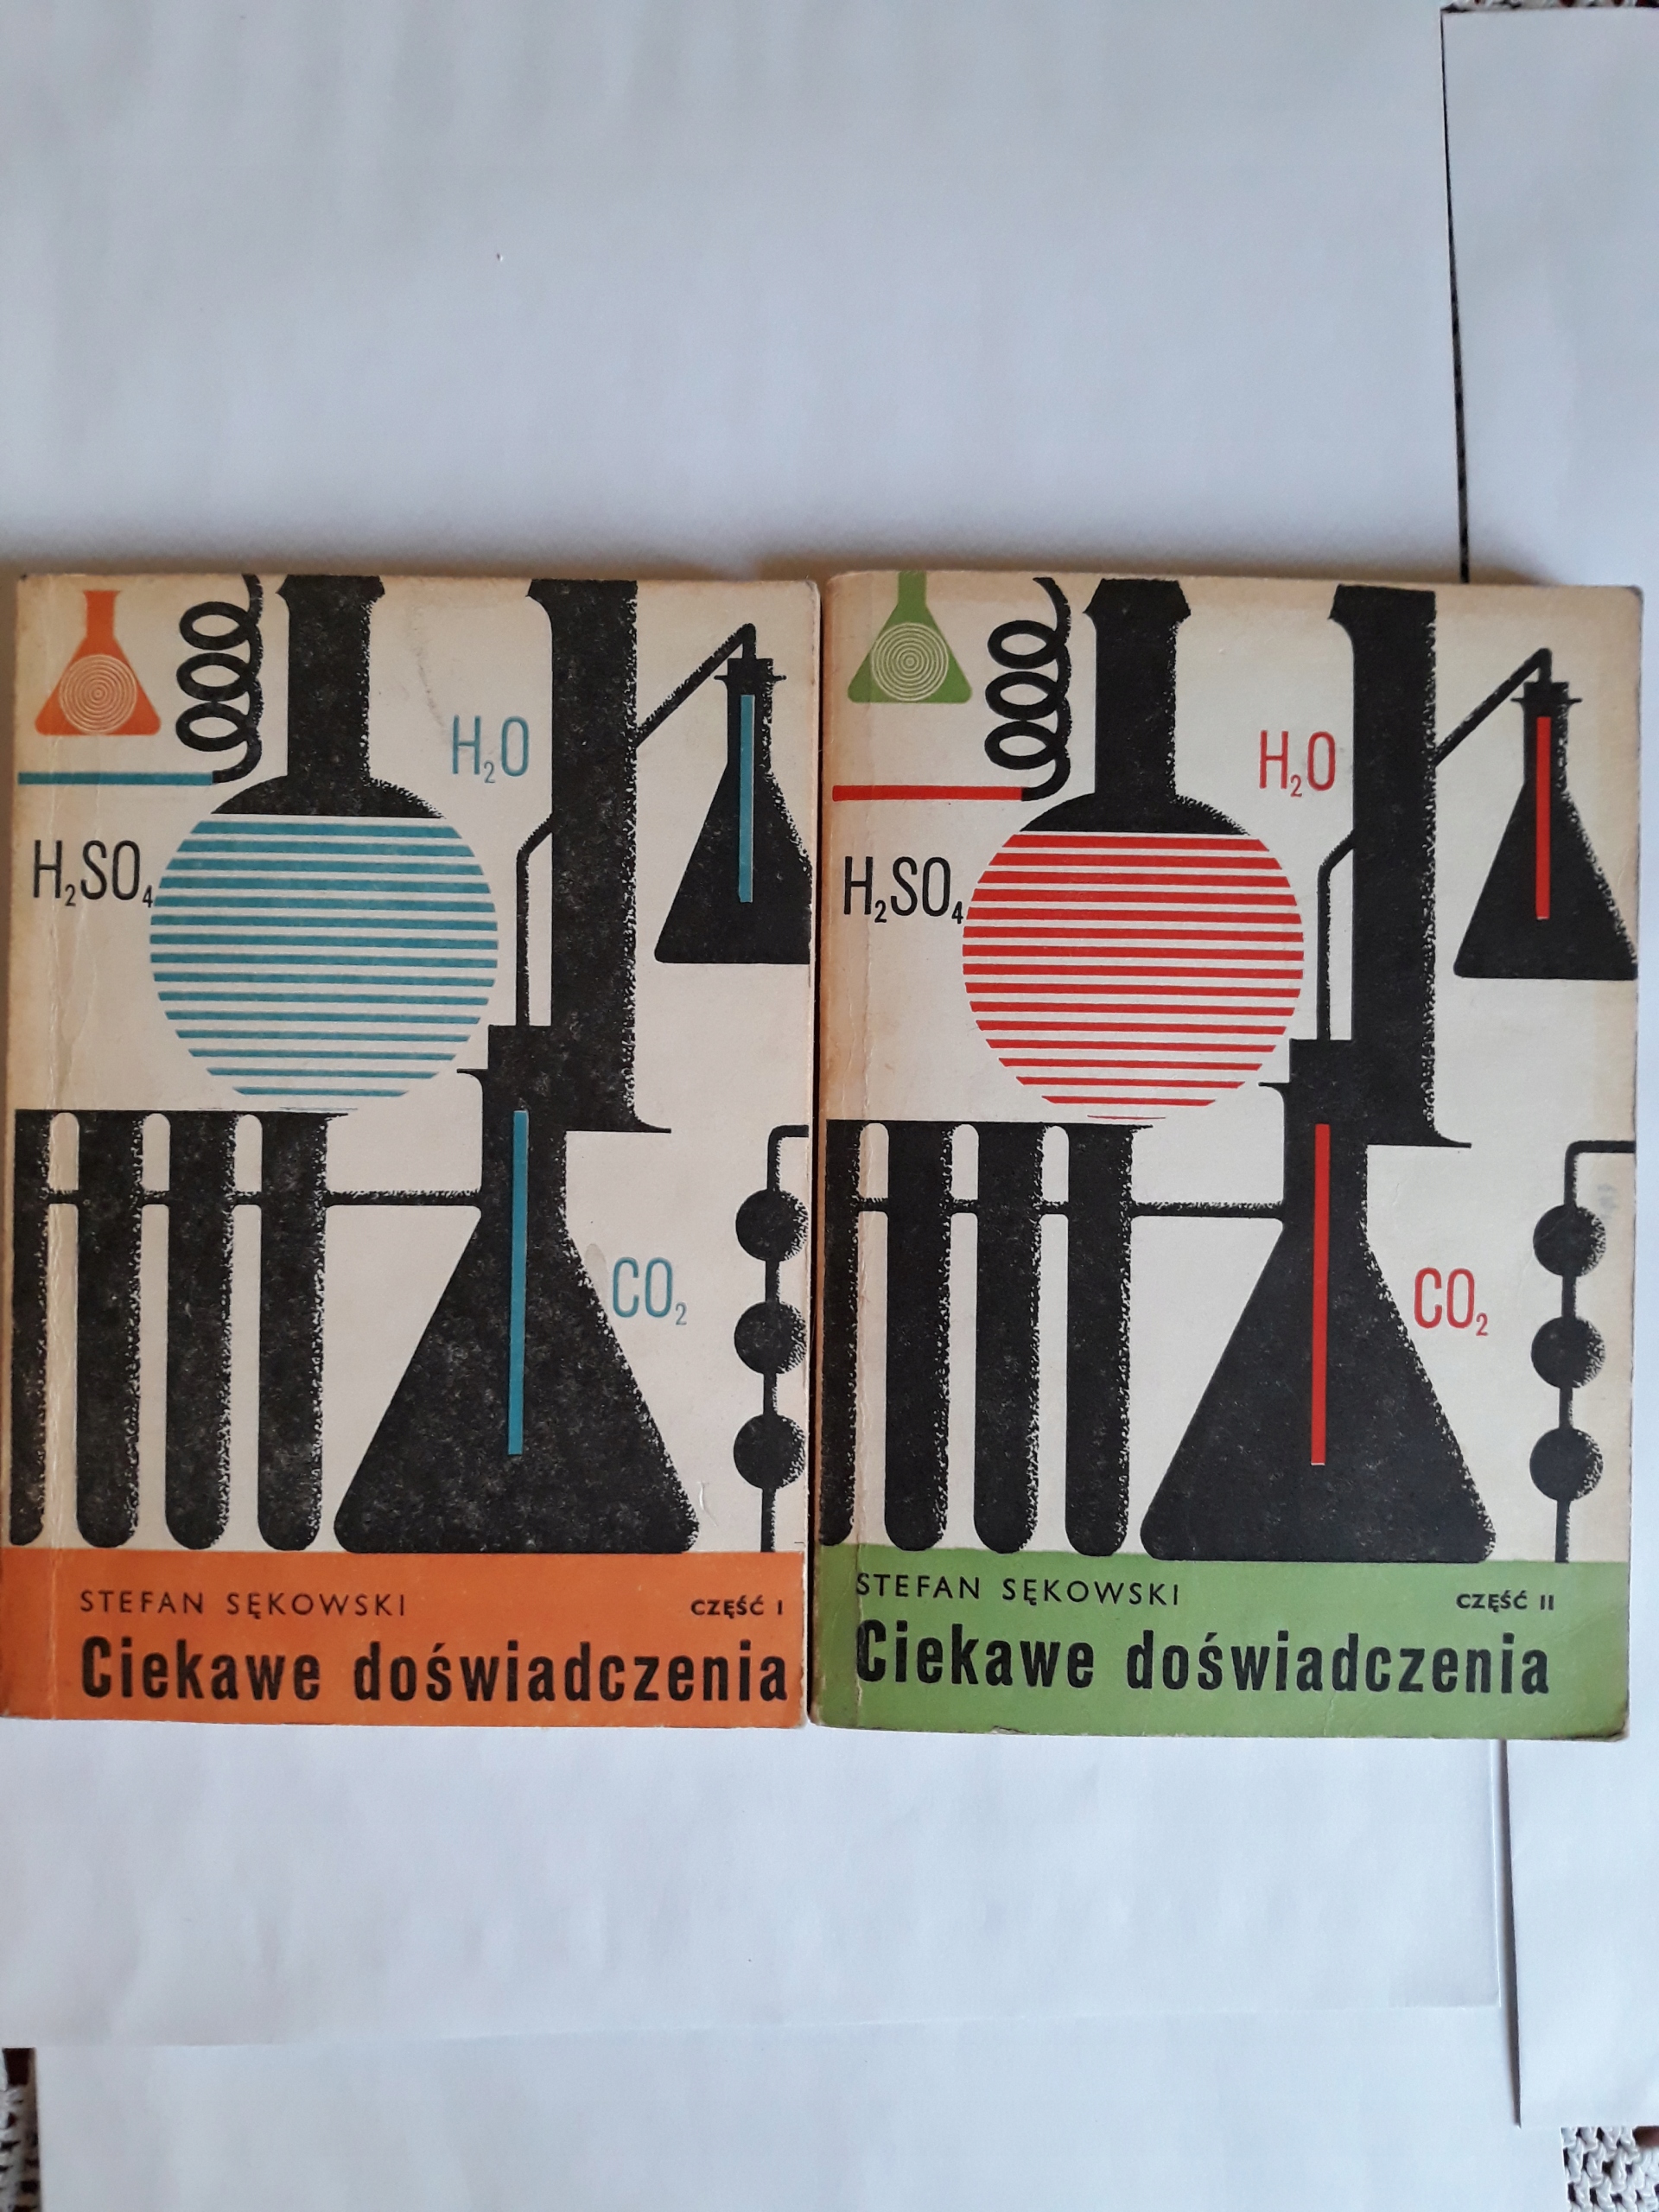 H₂O
H₂SO₄
CO₂
STEFAN SĘKOWSKI
CZĘŚĆ I
Ciekawe doświadczenia
H₂O
H₂SO₄
CO₂
STEFAN SĘKOWSKI
CZĘŚĆ II
Ciekawe doświadczenia